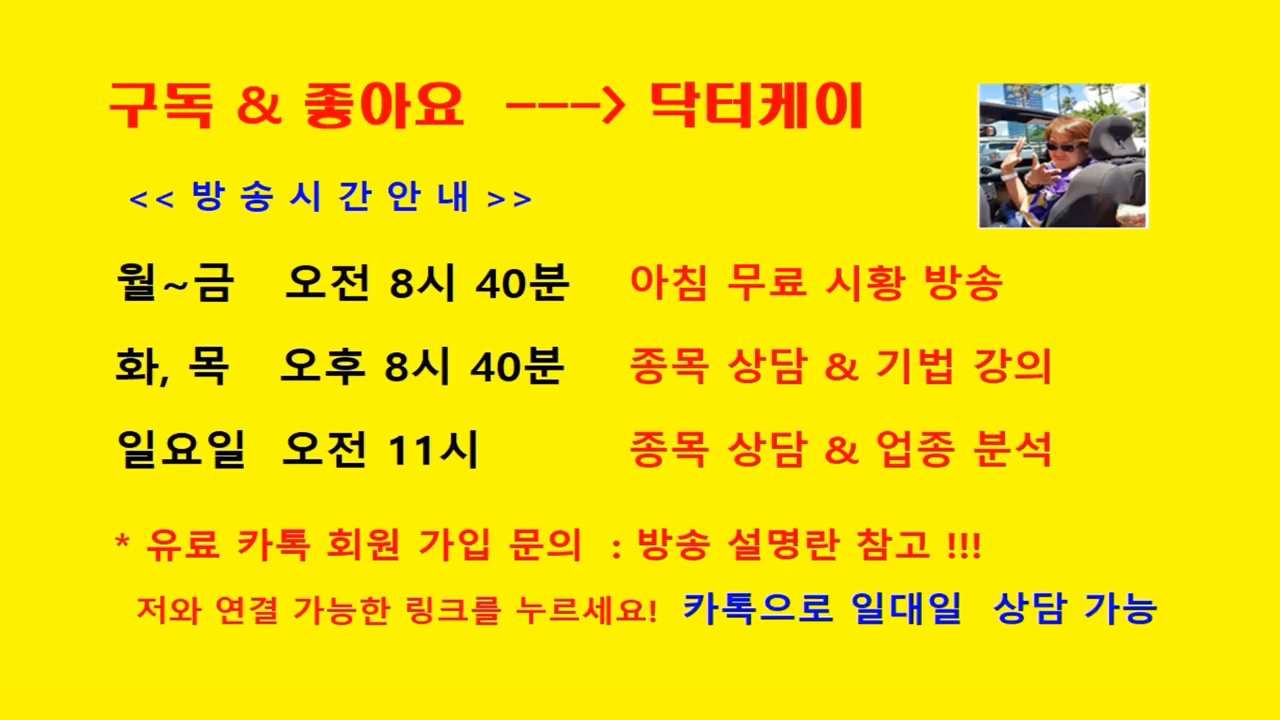 구독 & 좋아요 ---> 닥터케이
<< 방 송 시 간 안 내 >>
월~금 오전 8시 40분 아침 무료 시황 방송
화, 목 오후 8시 40분 종목 상담 & 기법 강의
일요일 오전 11시 종목 상담 & 업종 분석
* 유료 카톡 회원 가입 문의 : 방송 설명란 참고 !!!
저와 연결 가능한 링크를 누르세요! 카톡으로 일대일 상담 가능